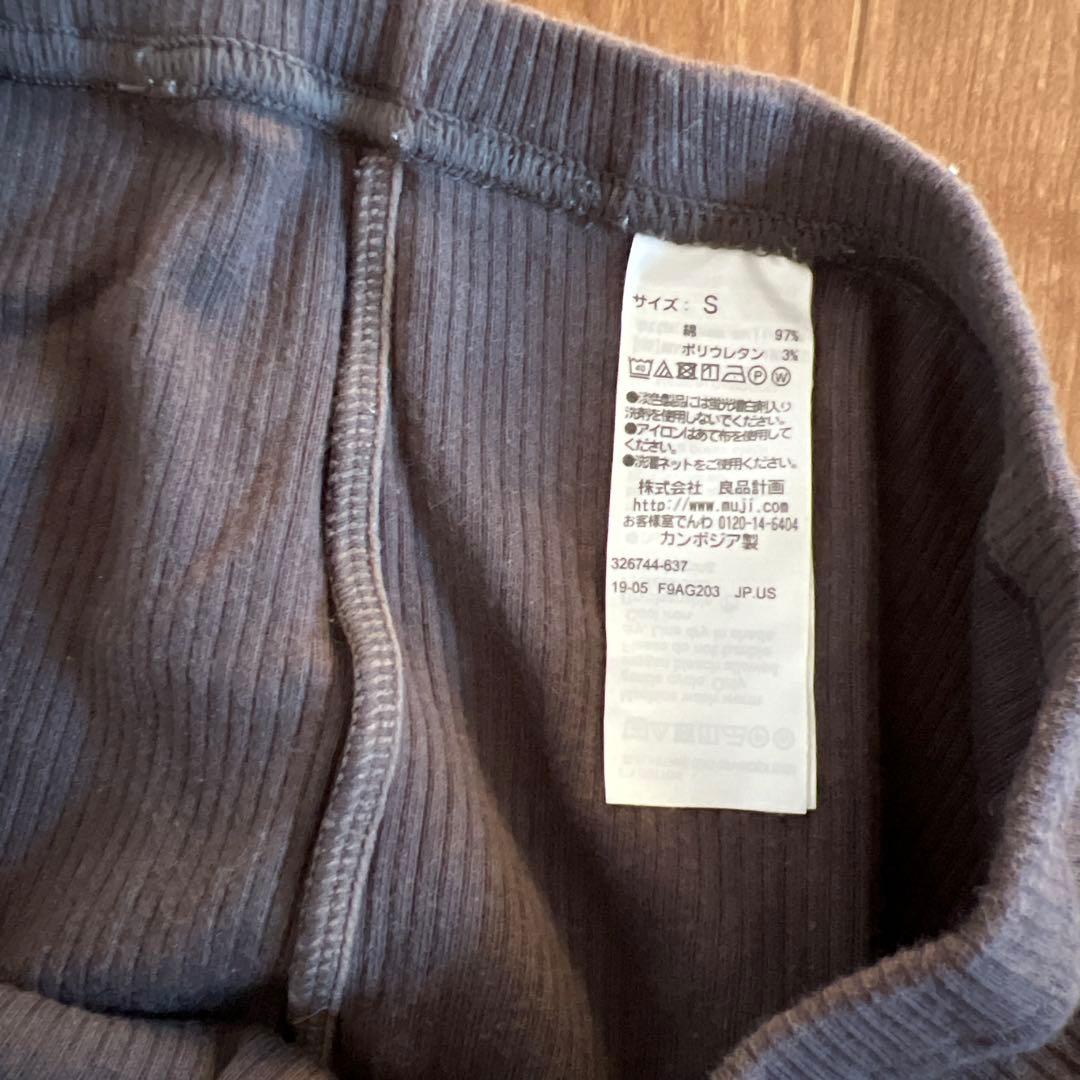 サイズ: S
綿 97%
ポリウレタン 3%
40 P W
●淡色製品には蛍光増白剤入り
洗剤を使用しないでください。
●アイロンはあて布を使用して
ください。
●洗濯ネットをご使用ください。
株式会社 良品計画
http://www.muji.com
お客様室でんわ 0120-14-6404
カンボジア製
326744-637
19-05 F9AG203 JP.US